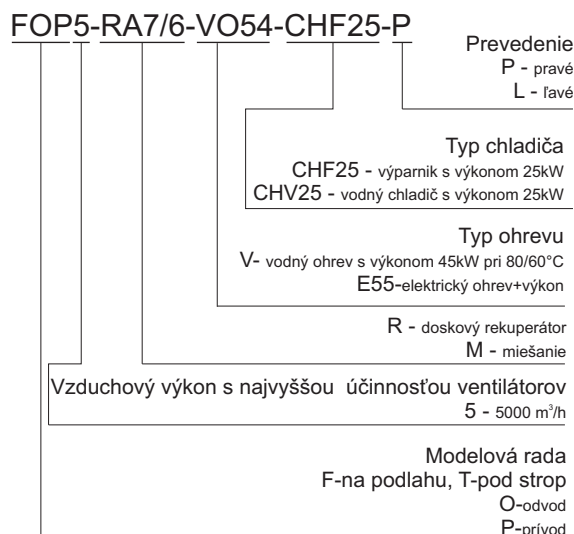 FOP5-RA7/6-VO54-CHF25-P
Prevedenie
P - pravé
L - ľavé
Typ chladiča
CHF25 - výparnik s výkonom 25kW
CHV25 - vodný chladič s výkonom 25kW
Typ ohrevu
V- vodný ohrev s výkonom 45kW pri 80/60°C
E55-elektrický ohrev+výkon
R - doskový rekuperátor
M - miešanie
Vzduchový výkon s najvyššou účinnosťou ventilátorov
5 - 5000 m³/h
Modelová rada
F-na podlahu, T-pod strop
O-odvod
P-prívod